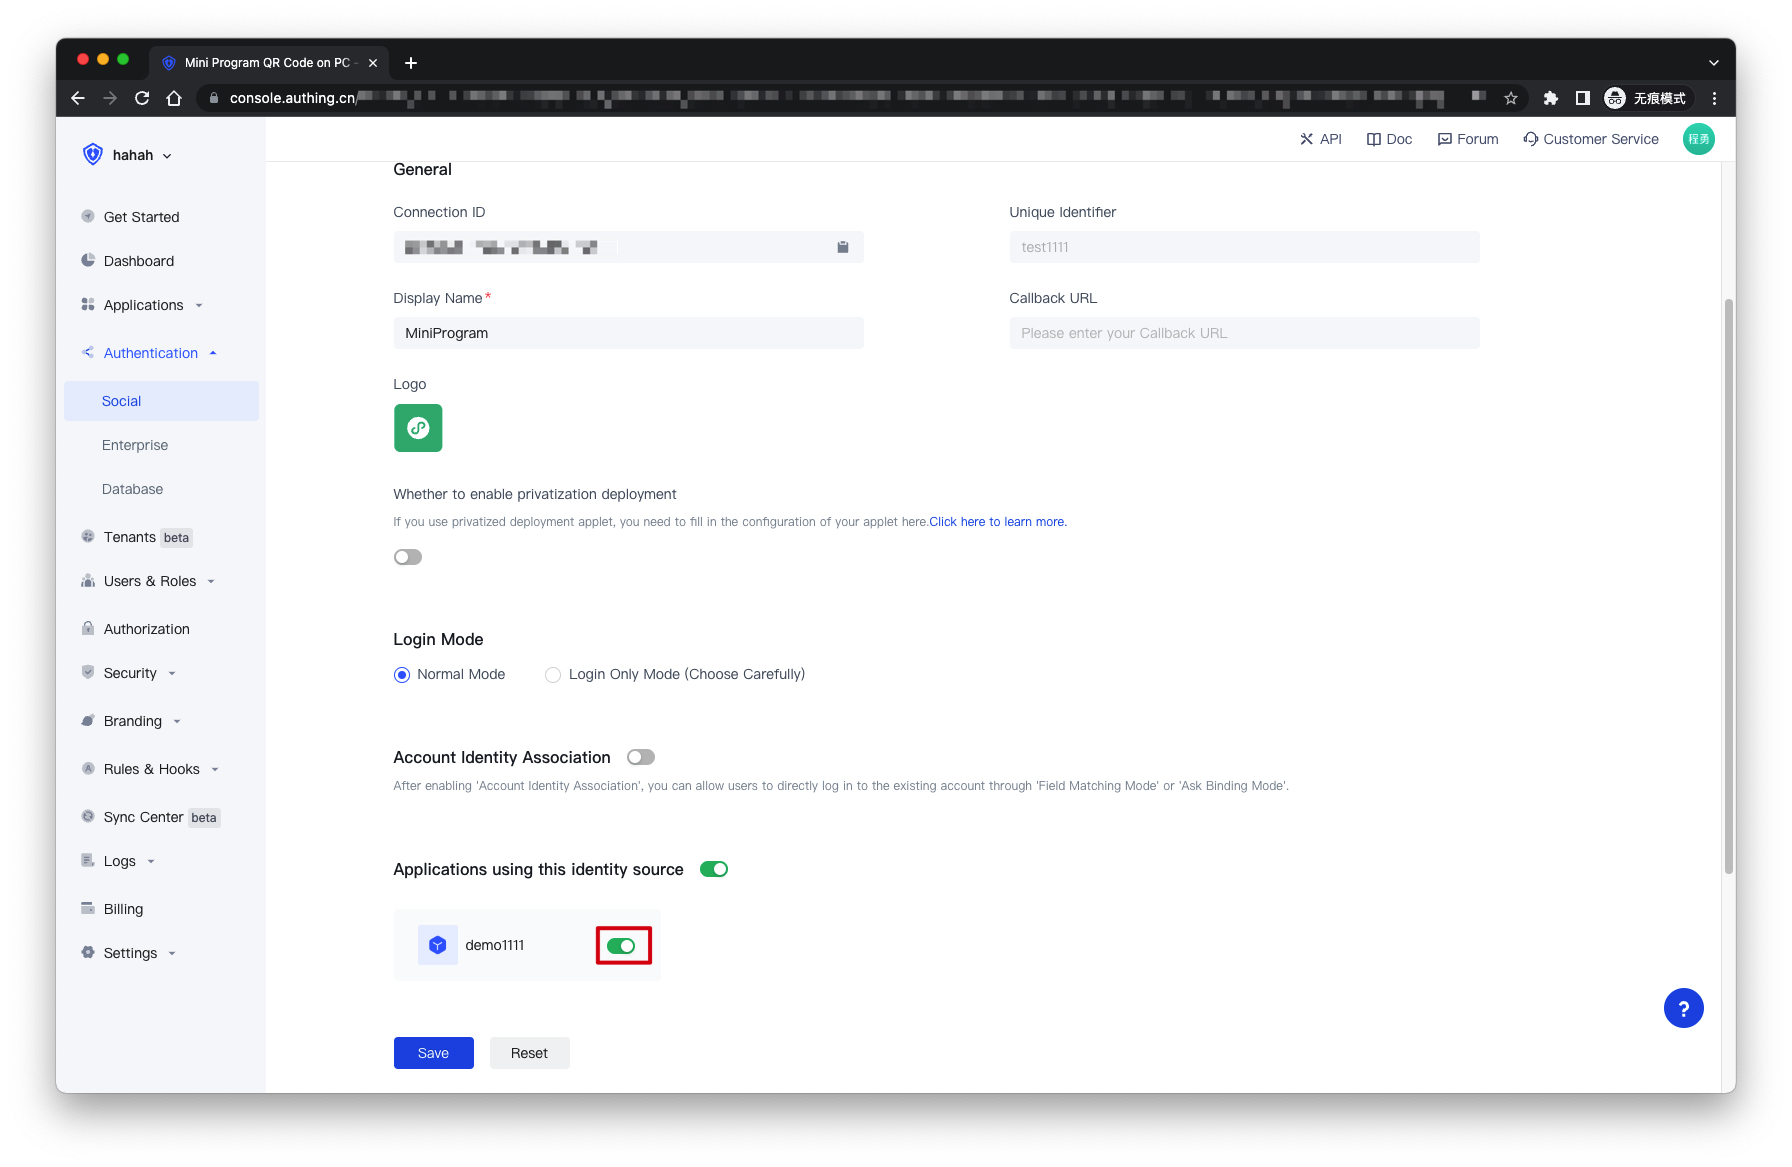 Mini Program QR Code on PC -
console.authing.cn/
无痕模式
hahah
API
Doc
Forum
Customer Service
程勇
Get Started
Dashboard
Applications
Authentication
Social
Enterprise
Database
Tenants beta
Users & Roles
Authorization
Security
Branding
Rules & Hooks
Sync Center beta
Logs
Billing
Settings
General
Connection ID
Unique Identifier
test1111
Display Name*
MiniProgram
Callback URL
Please enter your Callback URL
Logo
Whether to enable privatization deployment
If you use privatized deployment applet, you need to fill in the configuration of your applet here.Click here to learn more.
Login Mode
Normal Mode
Login Only Mode (Choose Carefully)
Account Identity Association
After enabling 'Account Identity Association', you can allow users to directly log in to the existing account through 'Field Matching Mode' or 'Ask Binding Mode'.
Applications using this identity source
demo1111
Save
Reset
?